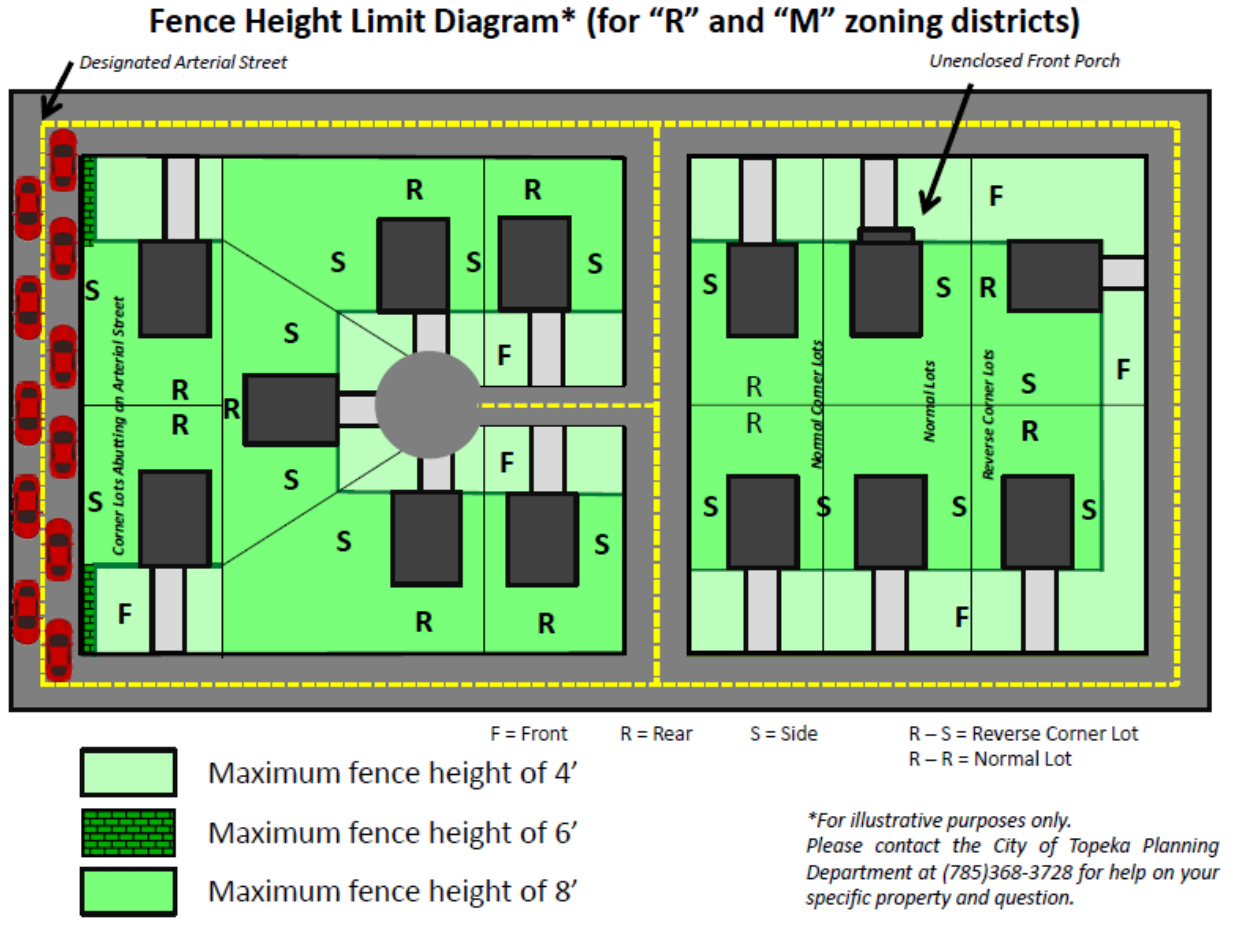 Fence Height Limit Diagram* (for “R” and “M” zoning districts)
Designated Arterial Street
Unenclosed Front Porch
R R F
S S S S S R
Corner Lots Abutting an Arterial Street
S F
R R R
Normal Corner Lots
Normal Lots
Reverse Corner Lots
S F
R R R
S F S S S S
S S S
F R R F
F = Front R = Rear S = Side R – S = Reverse Corner Lot
R – R = Normal Lot
Maximum fence height of 4’
Maximum fence height of 6’
Maximum fence height of 8’
*For illustrative purposes only.
Please contact the City of Topeka Planning
Department at (785)368-3728 for help on your
specific property and question.